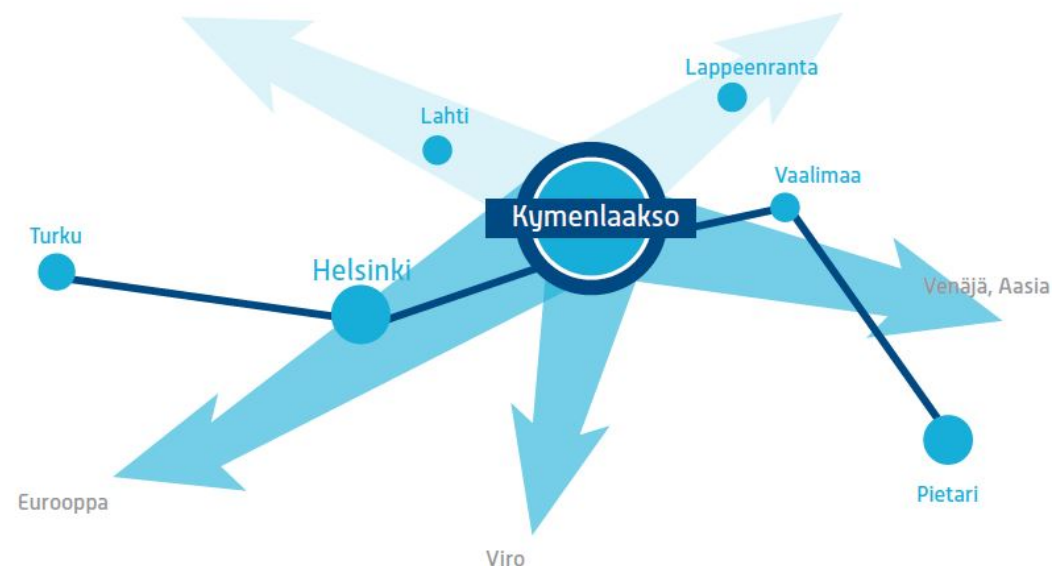 Lappeenranta
Lahti
Vaalimaa
Kymenlaakso
Turku
Helsinki
Venäjä, Aasia
Eurooppa
Pietari
Viro